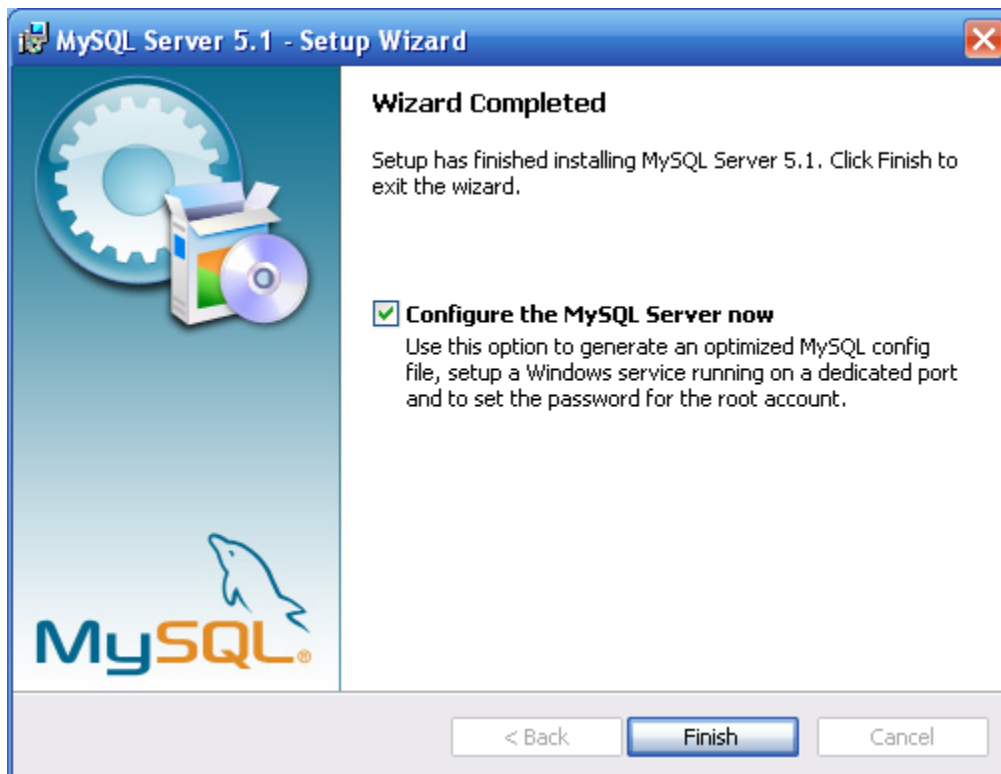 MySQL Server 5.1 - Setup Wizard
Wizard Completed
Setup has finished installing MySQL Server 5.1. Click Finish to
exit the wizard.
Configure the MySQL Server now
Use this option to generate an optimized MySQL config
file, setup a Windows service running on a dedicated port
and to set the password for the root account.
MySQL®
< Back
Finish
Cancel